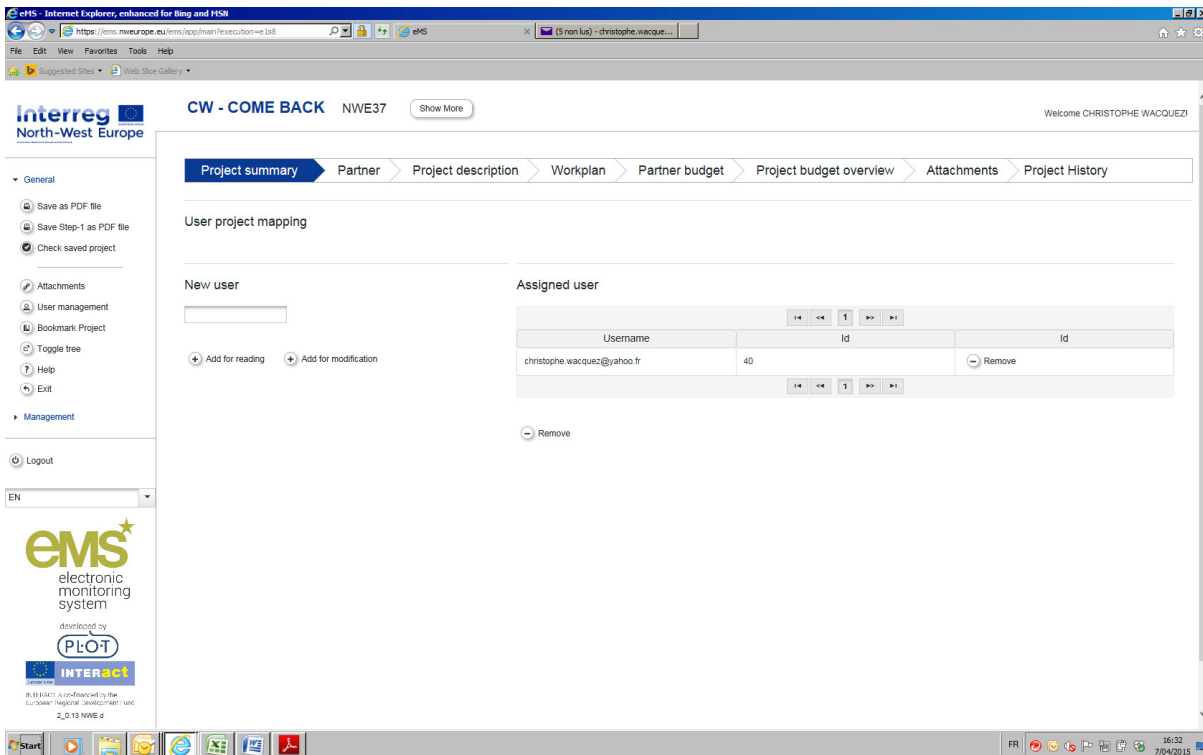 eMS - Internet Explorer, enhanced for Bing and MSN
https://ems.nweurope.eu/ems/app/main?execution=e1s8
eMS
(5 non lus) - christophe.wacque...
File Edit View Favorites Tools Help
Suggested Sites Web Slice Gallery
Interreg
North-West Europe
CW - COME BACK NWE37 Show More
Welcome CHRISTOPHE WACQUEZ!
Project summary Partner Project description Workplan Partner budget Project budget overview Attachments Project History
General
Save as PDF file
Save Step-1 as PDF file
Check saved project
Attachments
User management
Bookmark Project
Toggle tree
Help
Exit
Management
Logout
EN
User project mapping
New user
Add for reading Add for modification
Assigned user
1
Username Id Id
christophe.wacquez@yahoo.fr 40 Remove
1
Remove
eMS
electronic
monitoring
system
developed by
PLOT
INTERact
INTERACT is co-financed by the
European Regional Development Fund
2_0.13 NWE d
Start
FR
16:32
7/04/2015